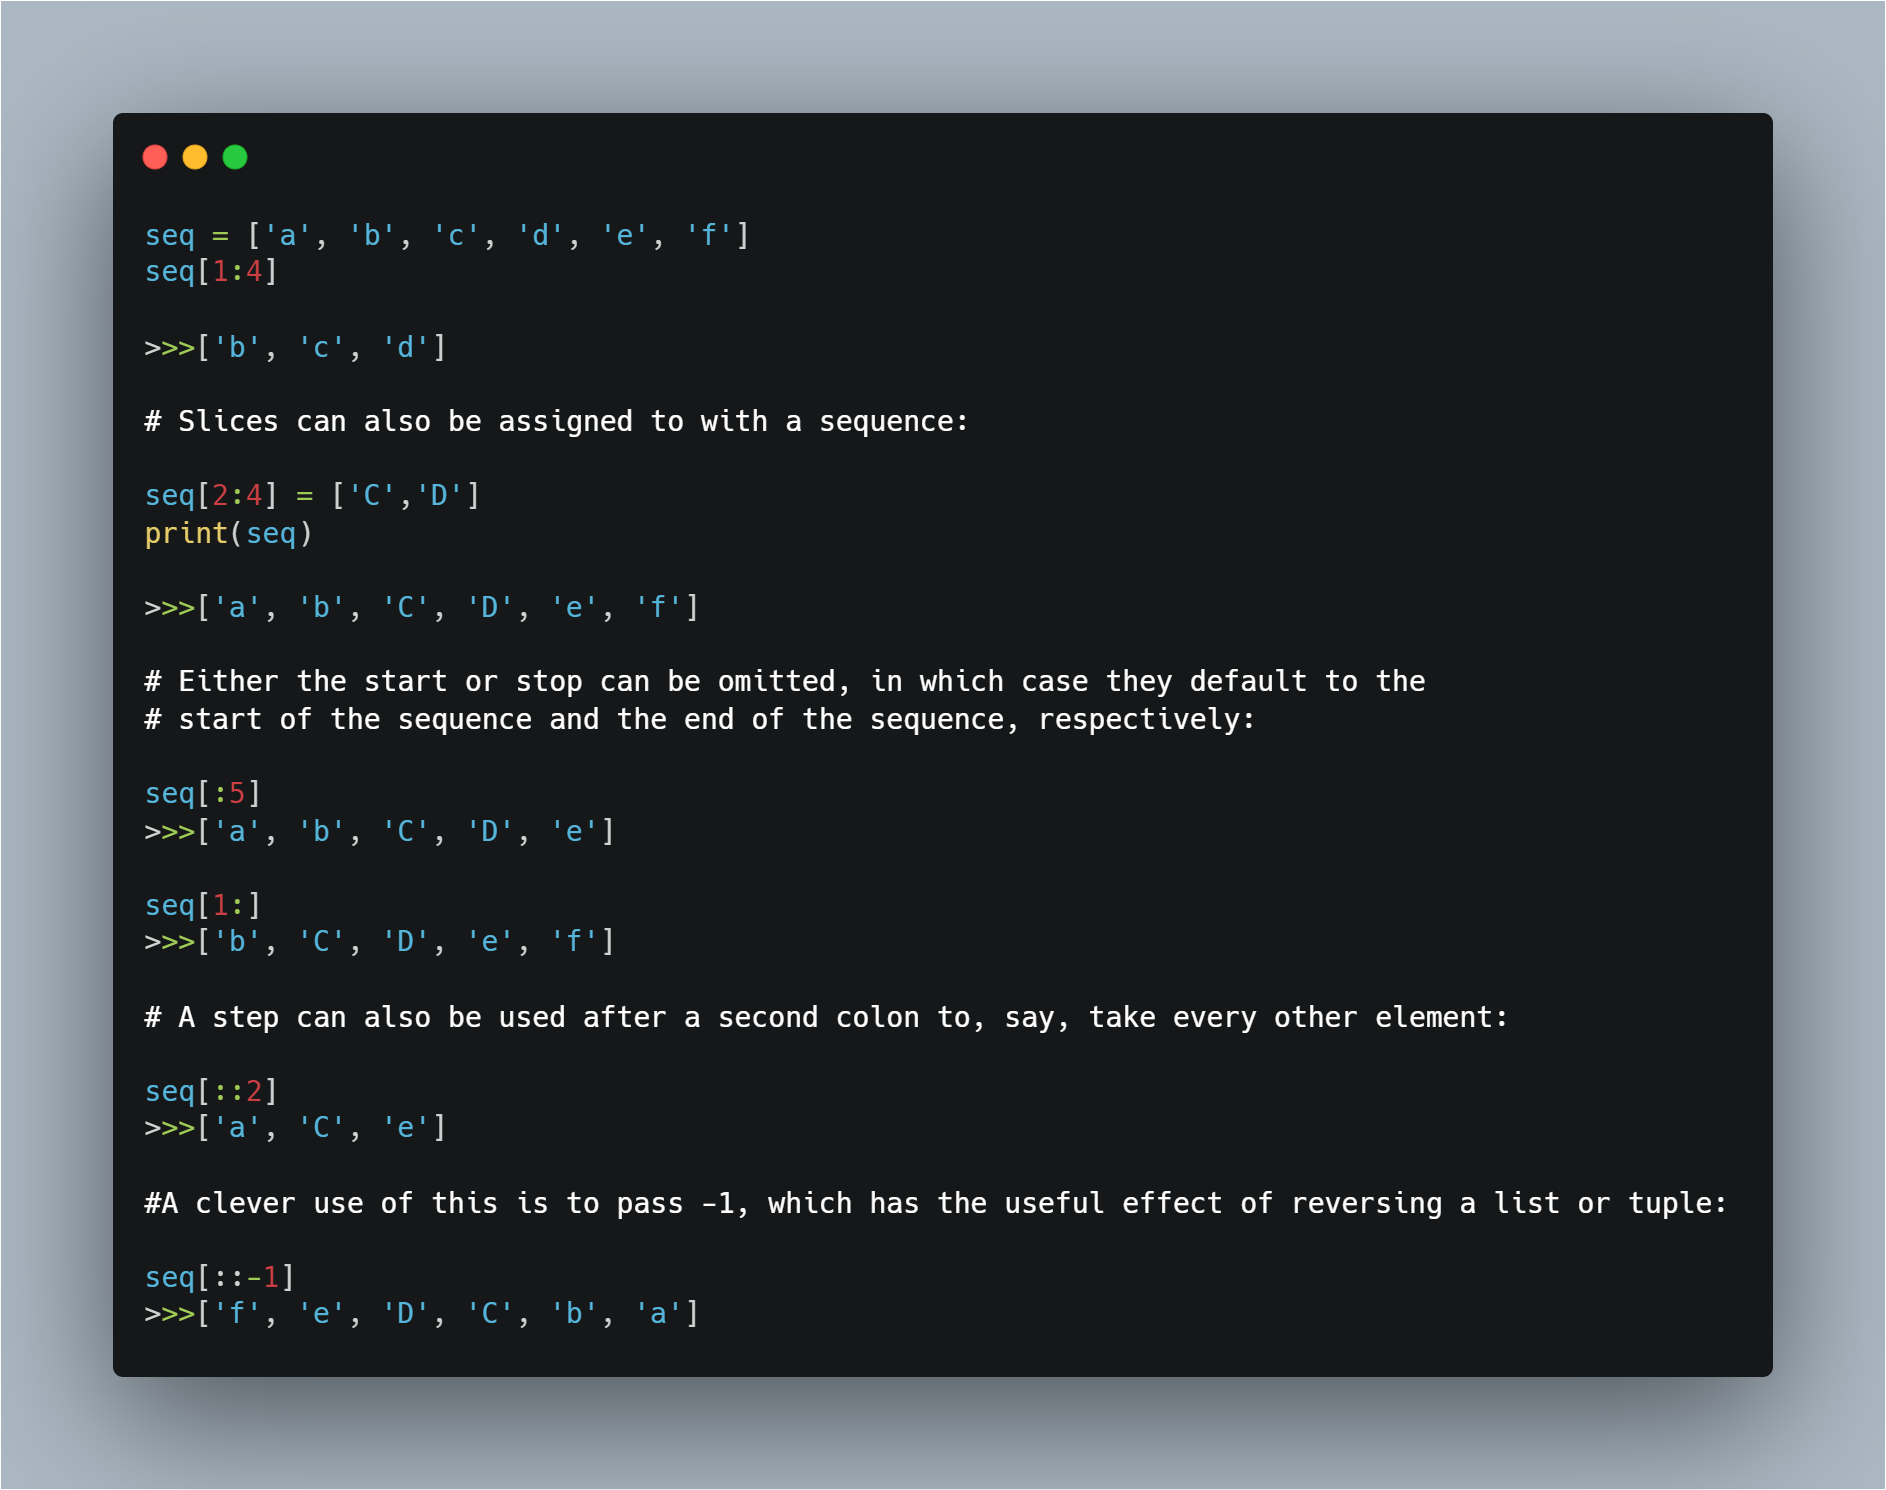 seq = ['a', 'b', 'c', 'd', 'e', 'f']
seq[1:4]
>>>['b', 'c', 'd']
# Slices can also be assigned to with a sequence:
seq[2:4] = ['C','D']
print(seq)
>>>['a', 'b', 'C', 'D', 'e', 'f']
# Either the start or stop can be omitted, in which case they default to the
# start of the sequence and the end of the sequence, respectively:
seq[:5]
>>>['a', 'b', 'C', 'D', 'e']
seq[1:]
>>>['b', 'C', 'D', 'e', 'f']
# A step can also be used after a second colon to, say, take every other element:
seq[::2]
>>>['a', 'C', 'e']
#A clever use of this is to pass -1, which has the useful effect of reversing a list or tuple:
seq[::-1]
>>>['f', 'e', 'D', 'C', 'b', 'a']